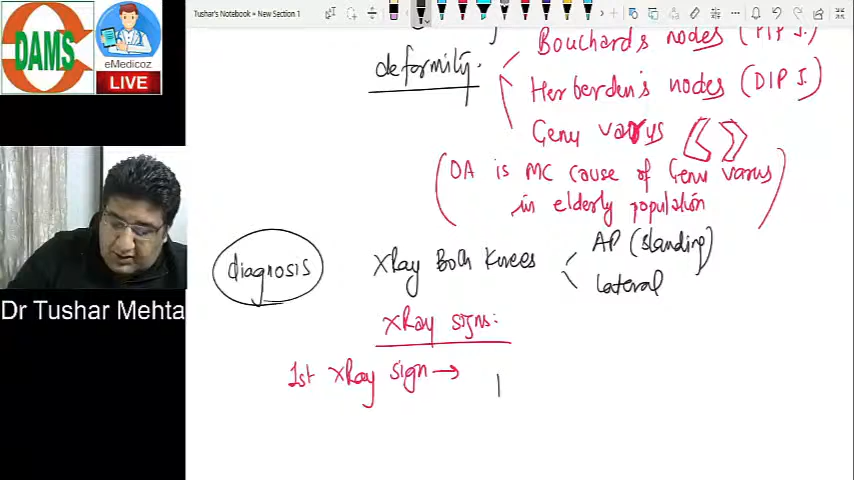 Tushar's Notebook » New Section 1
DAMS
eMedicoz
LIVE
Bouchard's nodes (PIP J.)
deformity.
Herberden's nodes (DIP J.)
Genu varus
(OA is MC cause of Genu varus
in elderly population)
diagnosis
XRay Both Knees
AP (standing)
Lateral
XRay signs:
1st XRay sign →
Dr Tushar Mehta